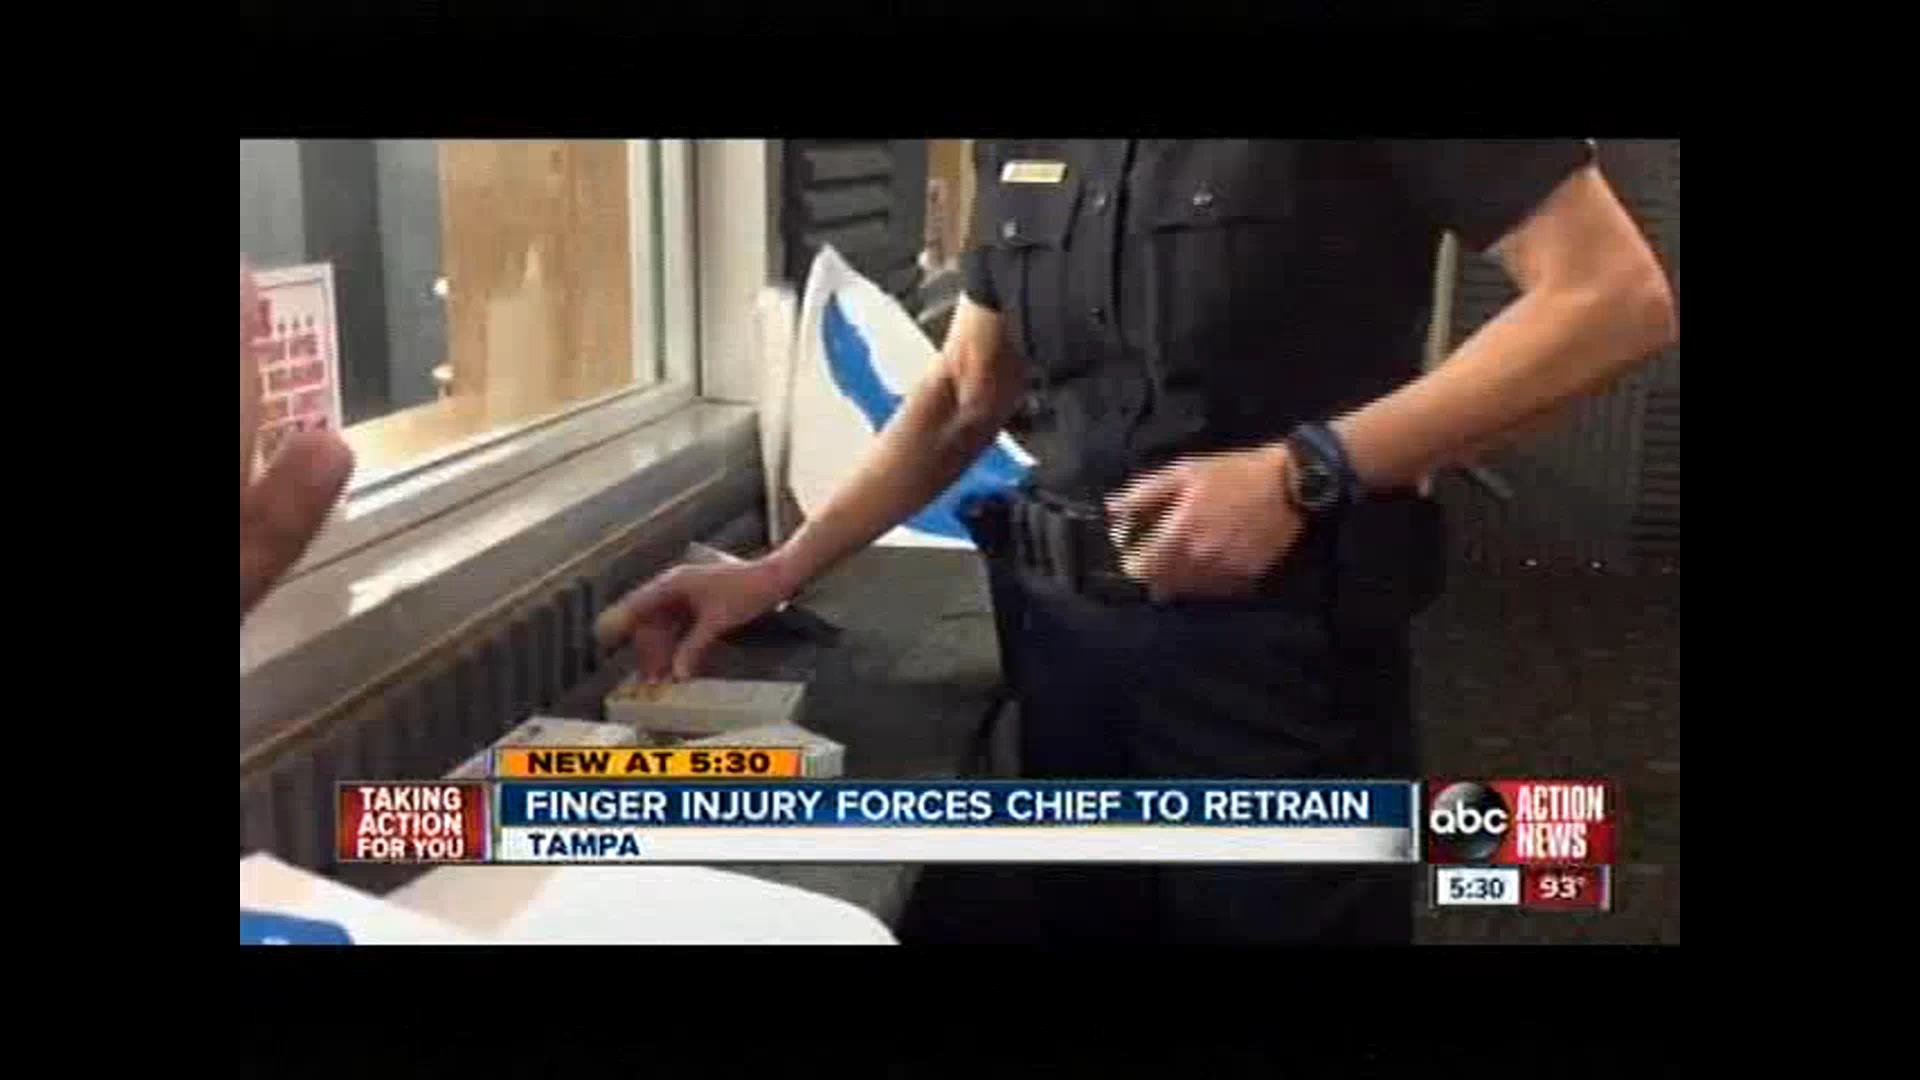 NEW AT 5:30
TAKING
ACTION
FOR YOU
FINGER INJURY FORCES CHIEF TO RETRAIN
TAMPA
abc
ACTION
NEWS
5:30
93°